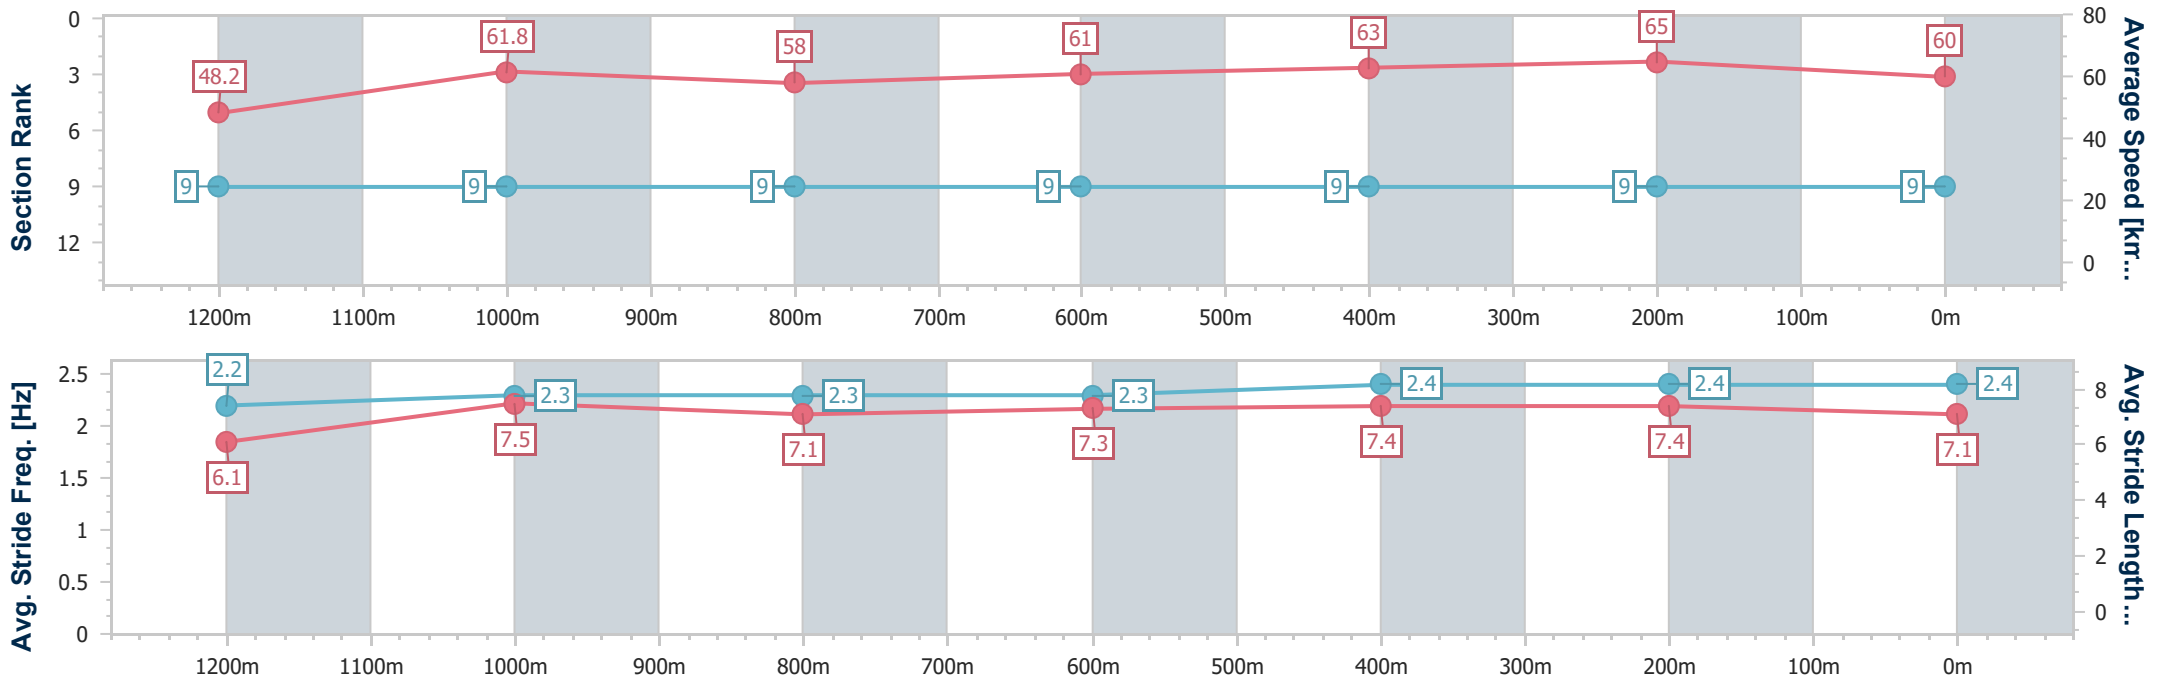 Section Rank
0
3
6
9
12
48.2
61.8
58
61
63
65
60
9
9
9
9
9
9
9
80
60
40
20
0
Average Speed [km...
1200m
1100m
1000m
900m
800m
700m
600m
500m
400m
300m
200m
100m
0m
Avg. Stride Freq. [Hz]
2.5
2
1.5
1
0.5
0
2.2
2.3
2.3
2.3
2.4
2.4
2.4
6.1
7.5
7.1
7.3
7.4
7.4
7.1
8
6
4
2
0
Avg. Stride Length...
1200m
1100m
1000m
900m
800m
700m
600m
500m
400m
300m
200m
100m
0m